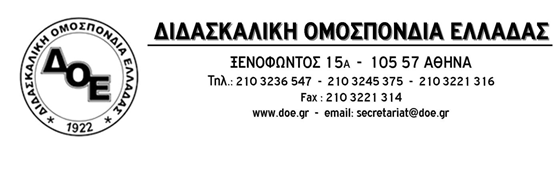 ΔΙΔΑΣΚΑΛΙΚΗ ΟΜΟΣΠΟΝΔΙΑ ΕΛΛΑΔΑΣ
ΔΟΕ
* 1922 *
ΔΙΔΑΣΚΑΛΙΚΗ ΟΜΟΣΠΟΝΔΙΑ ΕΛΛΑΔΑΣ
ΞΕΝΟΦΩΝΤΟΣ 15Α - 105 57 ΑΘΗΝΑ
Τηλ.: 210 3236 547 - 210 3245 375 - 210 3221 316
Fax : 210 3221 314
www.doe.gr - email: secretariat@doe.gr